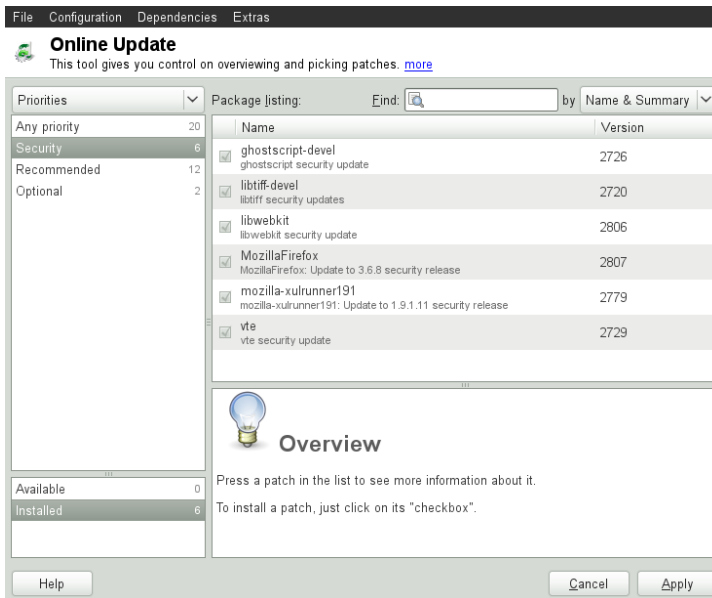 File Configuration Dependencies Extras
Online Update
This tool gives you control on overviewing and picking patches. more
Priorities
Package listing: Find: by Name & Summary
Any priority 20
Security 6
Recommended 12
Optional 2
Name Version
ghostscript-devel 2726
ghostscript security update
libtiff-devel 2720
libtiff security updates
libwebkit 2806
libwebkit security update
MozillaFirefox 2807
MozillaFirefox: Update to 3.6.8 security release
mozilla-xulrunner191 2779
mozilla-xulrunner191: Update to 1.9.1.11 security release
vte 2729
vte security update
Available 0
Installed 6
Overview
Press a patch in the list to see more information about it.
To install a patch, just click on its "checkbox".
Help Cancel Apply